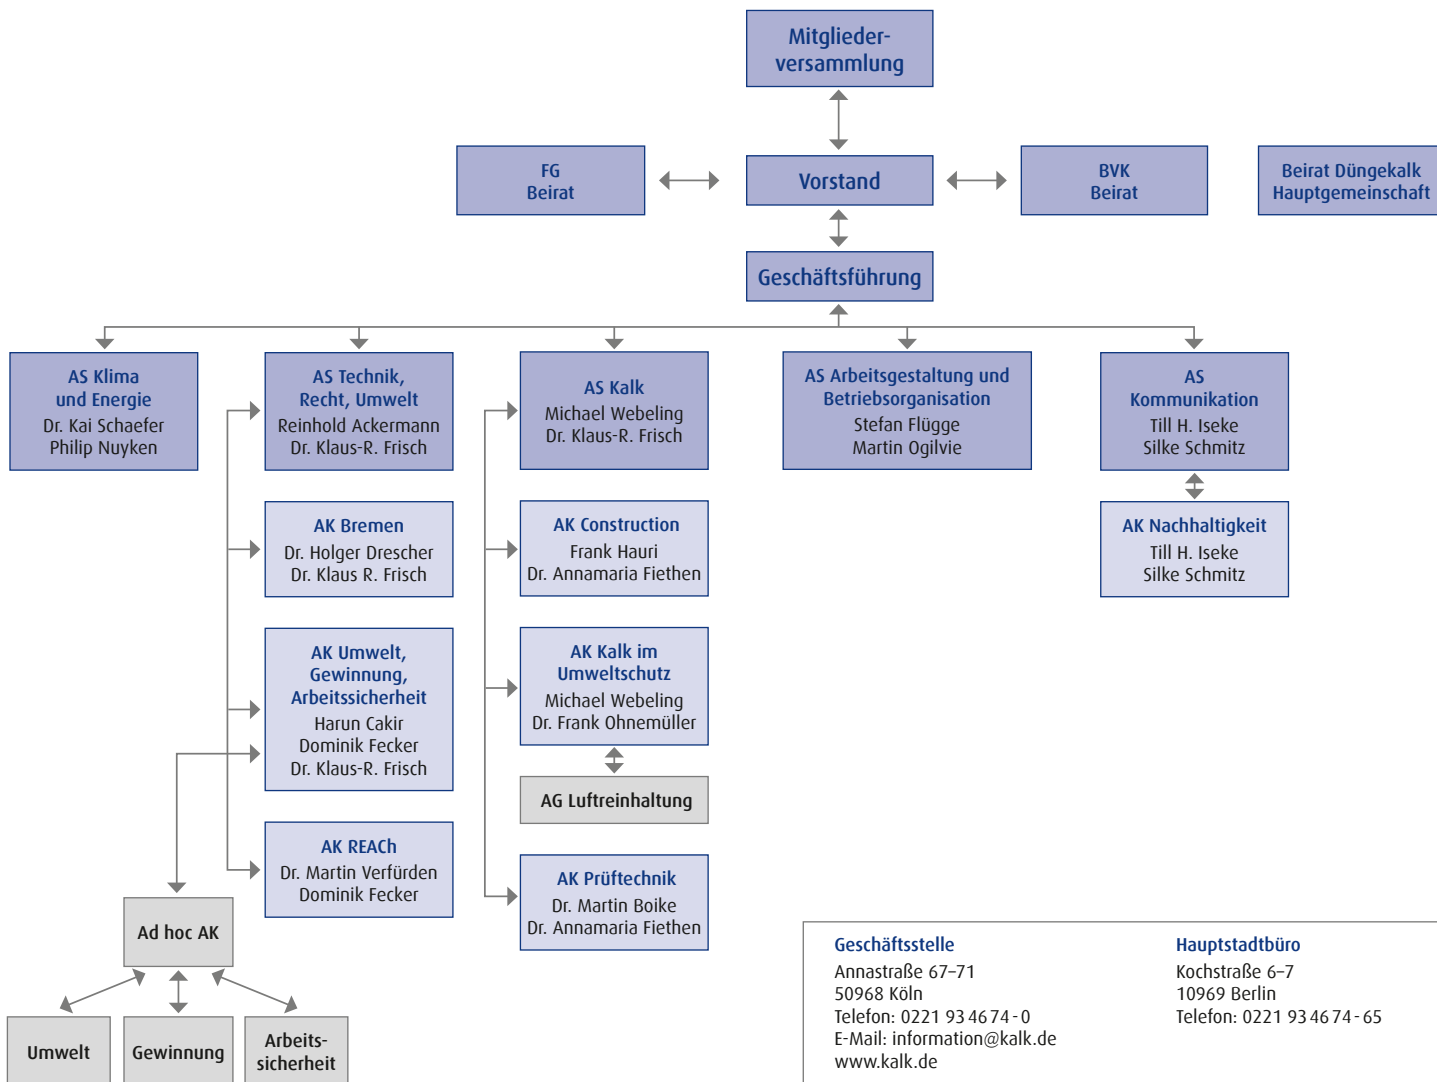 Mitglieder-
versammlung
FG
Beirat
Vorstand
BVK
Beirat
Beirat Düngekalk
Hauptgemeinschaft
Geschäftsführung
AS Klima
und Energie
Dr. Kai Schaefer
Philip Nuyken
AS Technik,
Recht, Umwelt
Reinhold Ackermann
Dr. Klaus-R. Frisch
AS Kalk
Michael Webeling
Dr. Klaus-R. Frisch
AS Arbeitsgestaltung und
Betriebsorganisation
Stefan Flügge
Martin Ogilvie
AS
Kommunikation
Till H. Iseke
Silke Schmitz
AK Bremen
Dr. Holger Drescher
Dr. Klaus R. Frisch
AK Construction
Frank Hauri
Dr. Annamaria Fiethen
AK Nachhaltigkeit
Till H. Iseke
Silke Schmitz
AK Umwelt,
Gewinnung,
Arbeitssicherheit
Harun Cakir
Dominik Fecker
Dr. Klaus-R. Frisch
AK Kalk im
Umweltschutz
Michael Webeling
Dr. Frank Ohnemüller
AG Luftreinhaltung
AK REACh
Dr. Martin Verfürden
Dominik Fecker
AK Prüftechnik
Dr. Martin Boike
Dr. Annamaria Fiethen
Ad hoc AK
Umwelt
Gewinnung
Arbeits-
sicherheit
Geschäftsstelle
Annastraße 67–71
50968 Köln
Telefon: 0221 93 46 74 - 0
E-Mail: information@kalk.de
www.kalk.de
Hauptstadtbüro
Kochstraße 6–7
10969 Berlin
Telefon: 0221 93 46 74 - 65